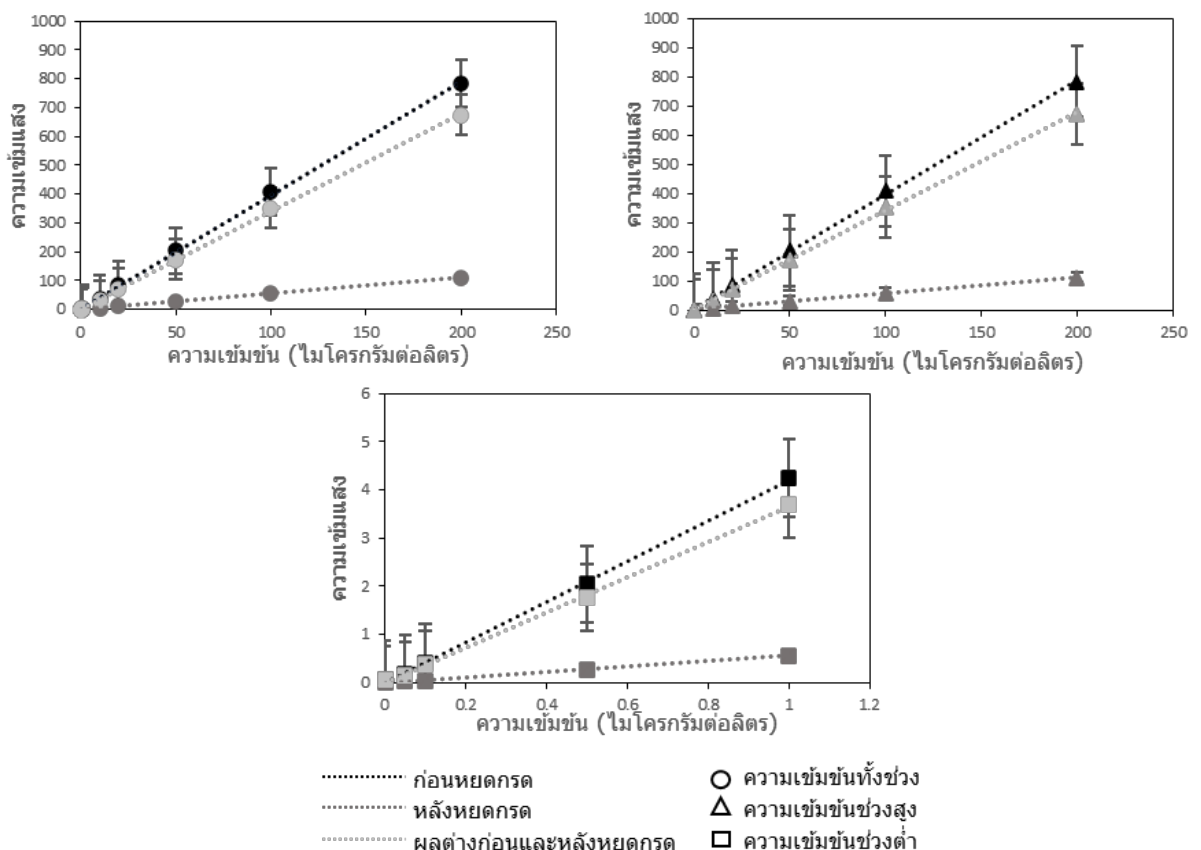 1000
900
800
700
600
500
400
300
200
100
0
ความเข้มแสง
0 50 100 150 200 250
ความเข้มข้น (ไมโครกรัมต่อลิตร)
1000
900
800
700
600
500
400
300
200
100
0
ความเข้มแสง
0 50 100 150 200 250
ความเข้มข้น (ไมโครกรัมต่อลิตร)
6
5
4
3
2
1
0
ความเข้มแสง
0 0.2 0.4 0.6 0.8 1 1.2
ความเข้มข้น (ไมโครกรัมต่อลิตร)
ก่อนหยดกรด
หลังหยดกรด
ผลต่างก่อนและหลังหยดกรด
ความเข้มข้นทั้งช่วง
ความเข้มข้นช่วงสูง
ความเข้มข้นช่วงต่ำ